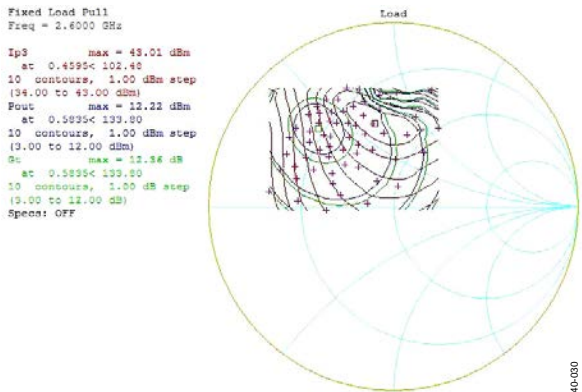 Fixed Load Pull
Freq = 2.6000 GHz
Load
Ip3 max = 43.01 dBm
at 0.4595< 102.40
10 contours, 1.00 dBm step
(34.00 to 43.00 dBm)
Pout max = 12.22 dBm
at 0.5835< 133.80
10 contours, 1.00 dBm step
(3.00 to 12.00 dBm)
Gt max = 12.36 dB
at 0.5835< 133.80
10 contours, 1.00 dB step
(3.00 to 12.00 dB)
Specs: OFF
40-030